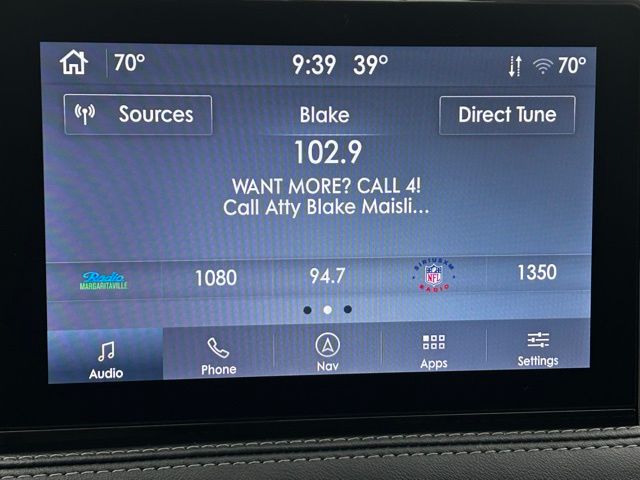 70° 9:39 39° 70°
Sources Blake Direct Tune
102.9
WANT MORE? CALL 4!
Call Atty Blake Maisli...
Radio MARGARITAVILLE 1080 94.7 SIRIUSXM NFL RADIO 1350
Audio Phone Nav Apps Settings